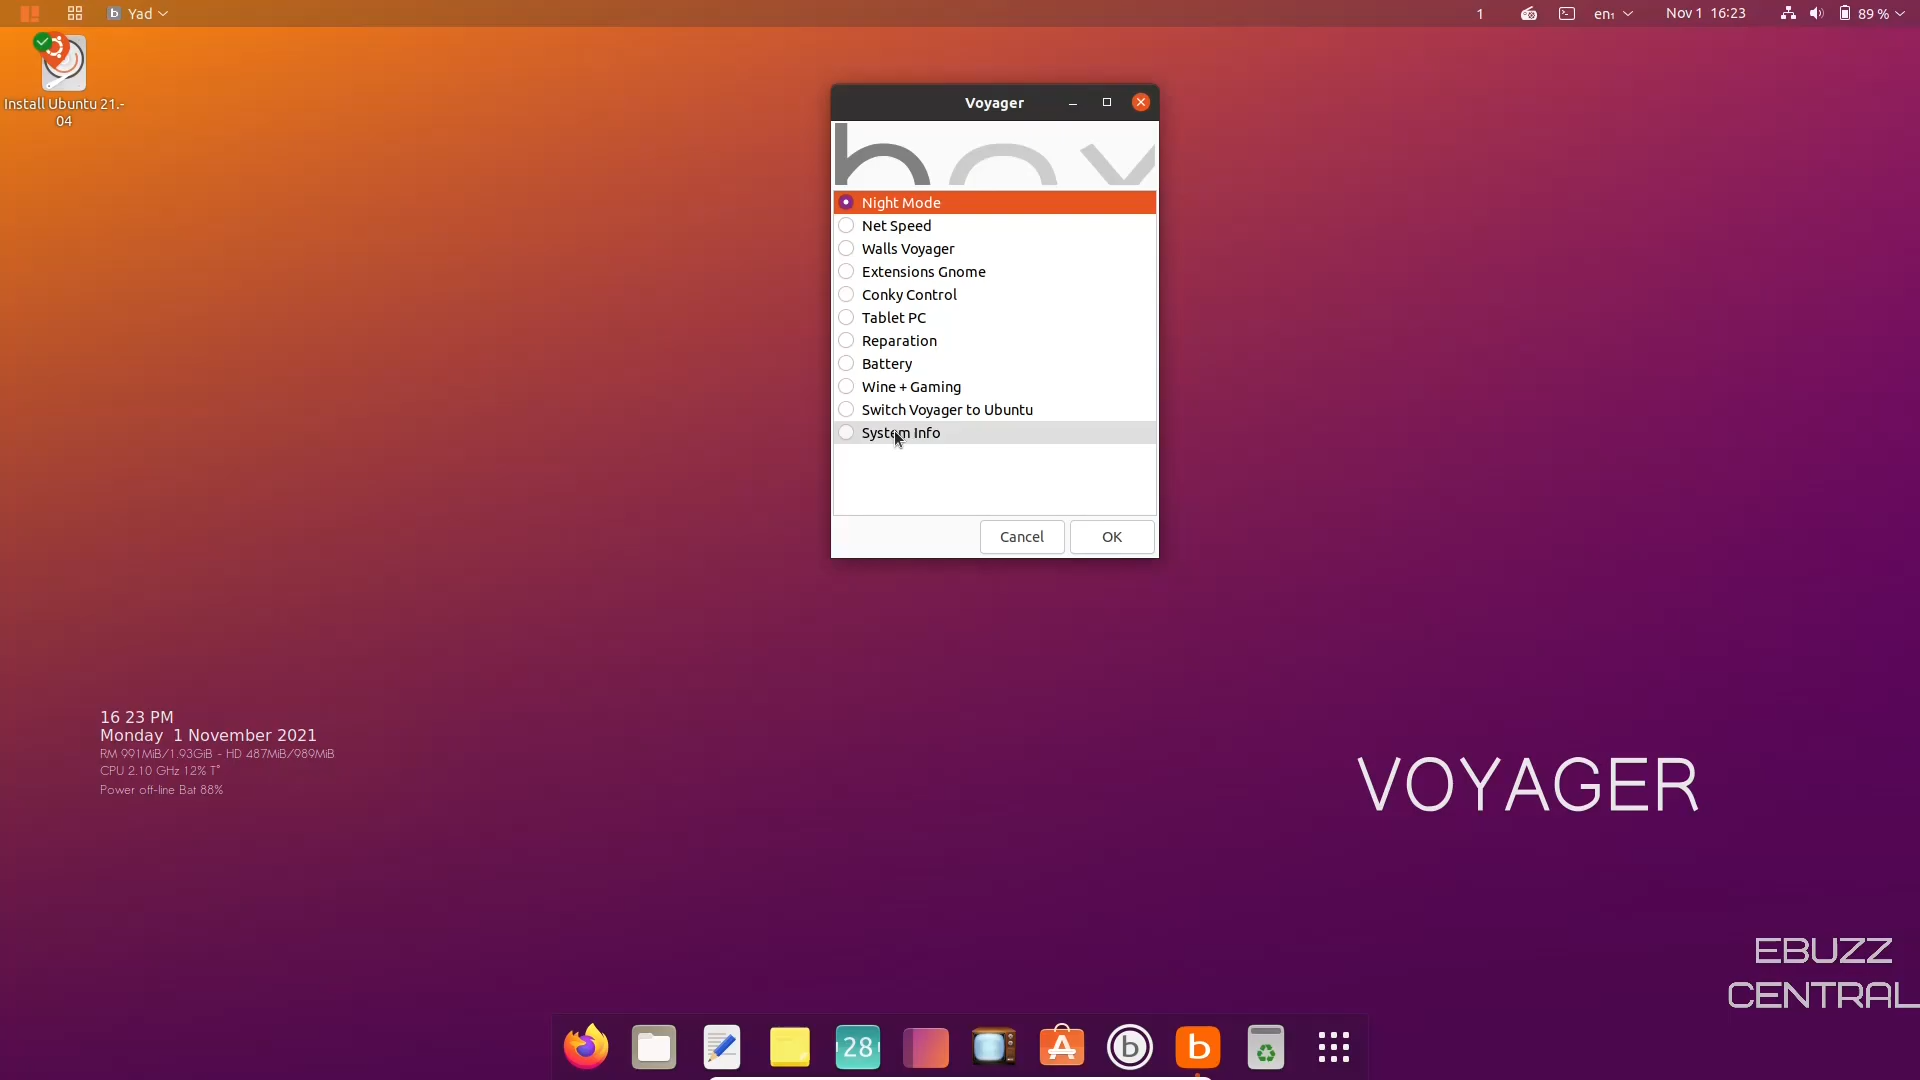 Yad
1
en₁
Nov 1 16:23
89 %
Install Ubuntu 21.-
04
Voyager
box
Night Mode
Net Speed
Walls Voyager
Extensions Gnome
Conky Control
Tablet PC
Reparation
Battery
Wine + Gaming
Switch Voyager to Ubuntu
System Info
Cancel
OK
16 23 PM
Monday 1 November 2021
RM 991MiB/1.93GiB - HD 487MiB/989MiB
CPU 2.10 GHz 12% T°
Power off-line Bat 88%
VOYAGER
EBUZZ
CENTRAL
28
b
b